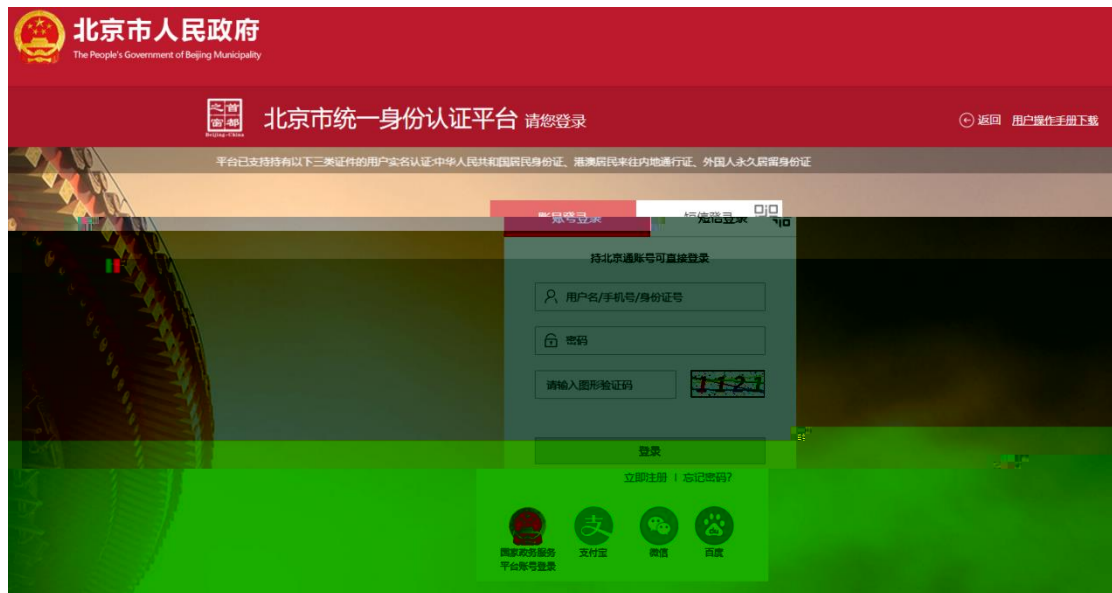 北京市人民政府
The People's Government of Beijing Municipality
首都之窗
Beijing-China
北京市统一身份认证平台 请您登录
返回 用户操作手册下载
平台已支持持有以下三类证件的用户实名认证:中华人民共和国居民身份证、港澳居民来往内地通行证、外国人永久居留身份证
账号登录 短信登录
持北京通账号可直接登录
用户名/手机号/身份证号
密码
请输入图形验证码 1121
登录
立即注册 | 忘记密码?
国家政务服务 支付宝 微信 百度
平台账号登录